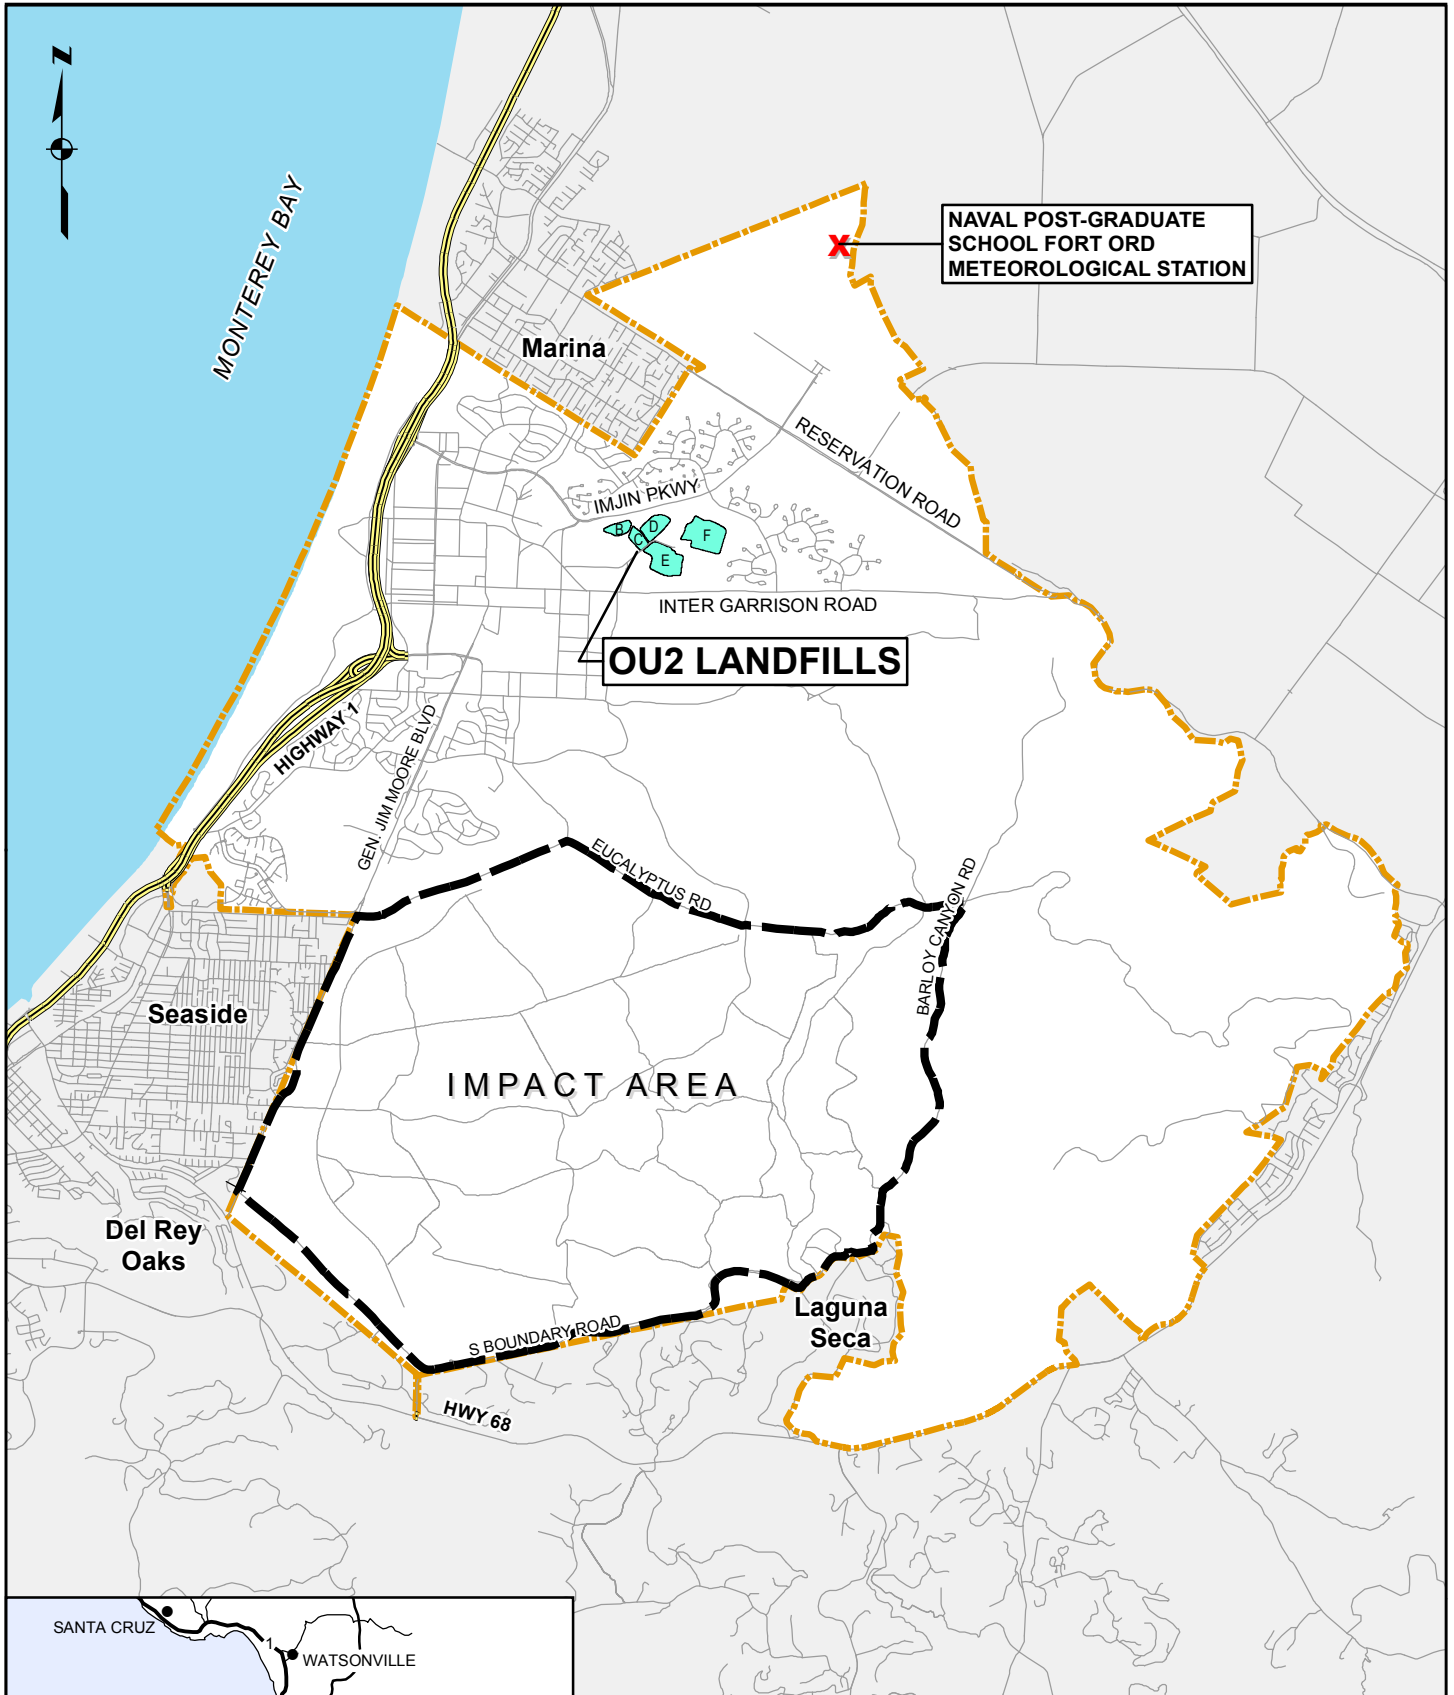 Z
MONTEREY BAY
NAVAL POST-GRADUATE
SCHOOL FORT ORD
METEOROLOGICAL STATION
X
Marina
RESERVATION ROAD
IMJIN PKWY
B
C
D
E
F
INTER GARRISON ROAD
OU2 LANDFILLS
HIGHWAY 1
GEN. JIM MOORE BLVD
EUCALYPTUS RD
BARLOY CANYON RD
Seaside
IMPACT AREA
Del Rey
Oaks
Laguna
Seca
S BOUNDARY ROAD
HWY 68
SANTA CRUZ
1
WATSONVILLE